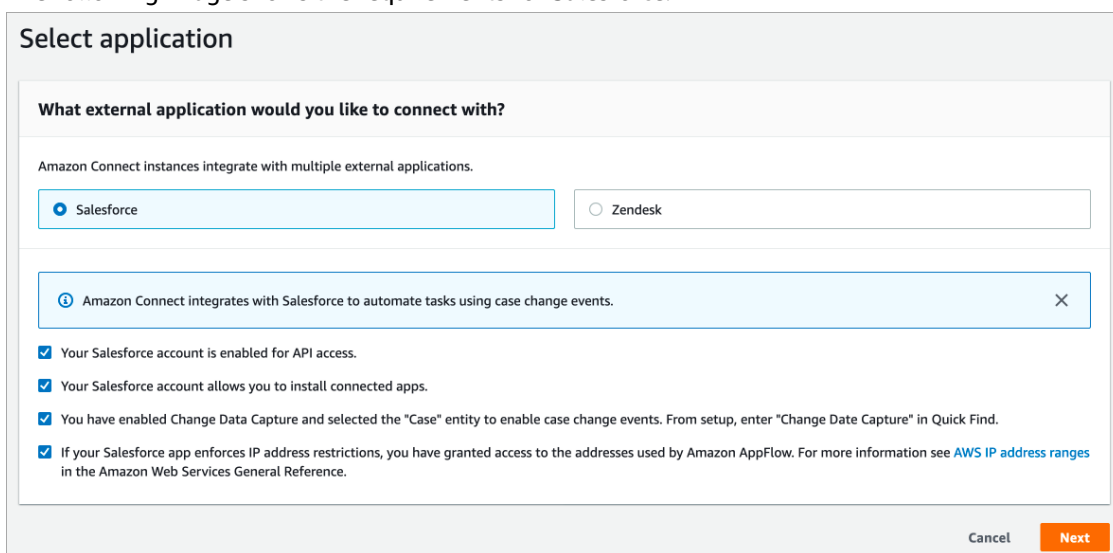 Select application
What external application would you like to connect with?
Amazon Connect instances integrate with multiple external applications.
Salesforce
Zendesk
Amazon Connect integrates with Salesforce to automate tasks using case change events.
Your Salesforce account is enabled for API access.
Your Salesforce account allows you to install connected apps.
You have enabled Change Data Capture and selected the "Case" entity to enable case change events. From setup, enter "Change Date Capture" in Quick Find.
If your Salesforce app enforces IP address restrictions, you have granted access to the addresses used by Amazon AppFlow. For more information see AWS IP address ranges
in the Amazon Web Services General Reference.
Cancel
Next